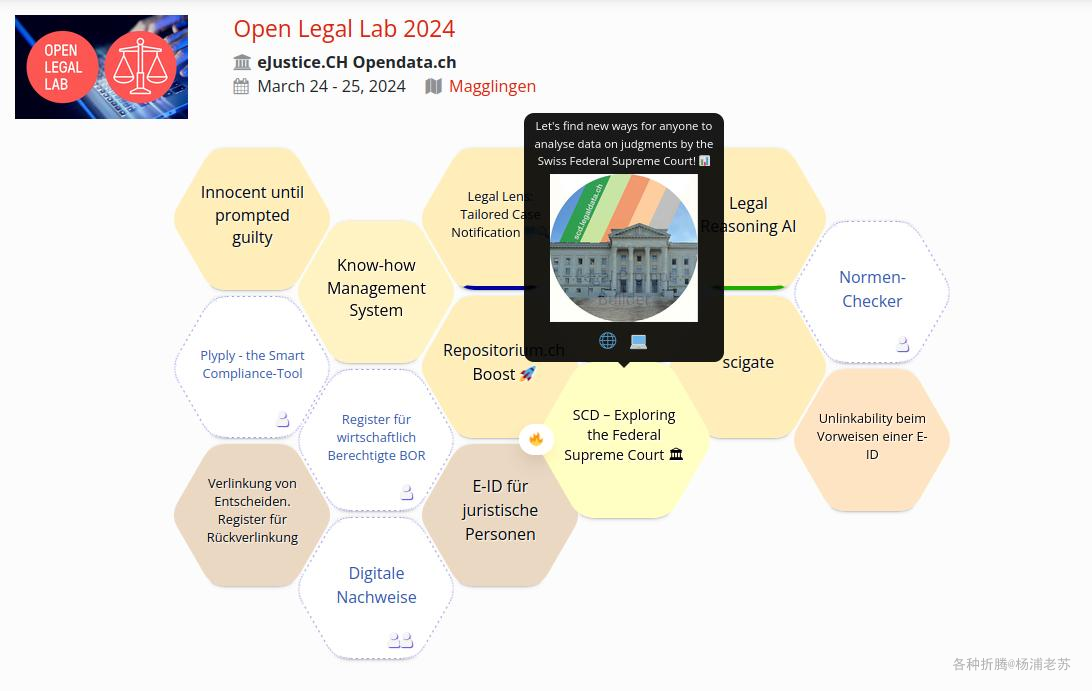 OPEN
LEGAL
LAB
Open Legal Lab 2024
eJustice.CH Opendata.ch
March 24 - 25, 2024
Magglingen
Let's find new ways for anyone to
analyse data on judgments by the
Swiss Federal Supreme Court! 📊
scd.legaldata.ch
Builder
Innocent until
prompted
guilty
Know-how
Management
System
Legal Lens:
Tailored Case
Notification
Legal
Reasoning AI
Normen-
Checker
Plyply - the Smart
Compliance-Tool
Register für
wirtschaftlich
Berechtigte BOR
Repositorium.ch
Boost 🚀
SCD – Exploring
the Federal
Supreme Court 🏛
scigate
Unlinkability beim
Vorweisen einer E-
ID
Verlinkung von
Entscheiden.
Register für
Rückverlinkung
E-ID für
juristische
Personen
Digitale
Nachweise
各种折腾@杨浦老苏